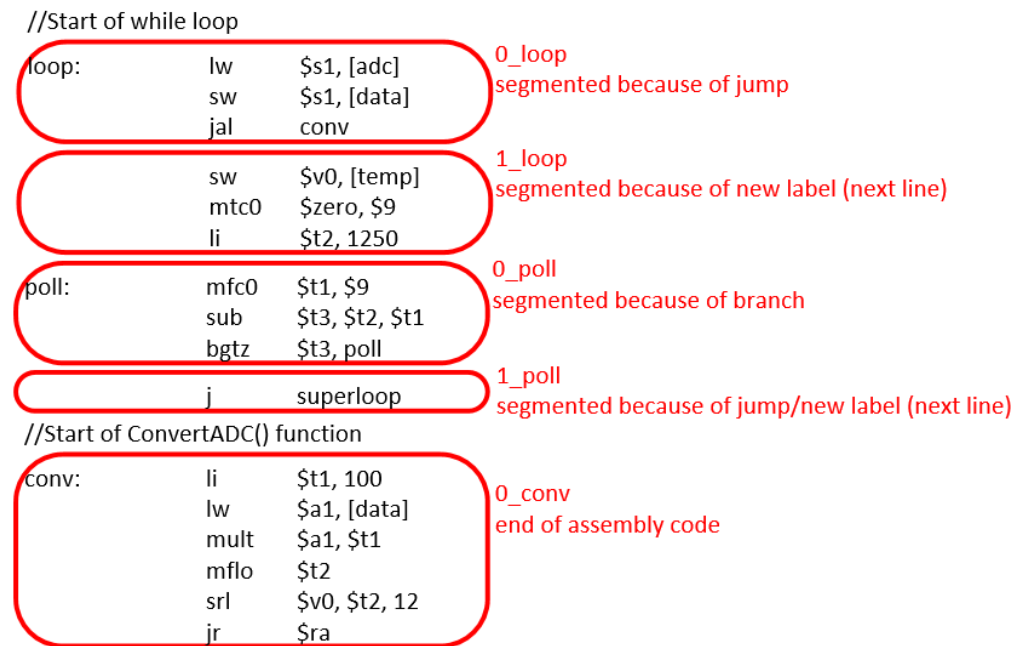 //Start of while loop
loop: lw $s1, [adc]
sw $s1, [data]
jal conv
0_loop
segmented because of jump
sw $v0, [temp]
mtc0 $zero, $9
li $t2, 1250
1_loop
segmented because of new label (next line)
poll: mfc0 $t1, $9
sub $t3, $t2, $t1
bgtz $t3, poll
0_poll
segmented because of branch
j superloop
1_poll
segmented because of jump/new label (next line)
//Start of ConvertADC() function
conv: li $t1, 100
lw $a1, [data]
mult $a1, $t1
mflo $t2
srl $v0, $t2, 12
jr $ra
0_conv
end of assembly code